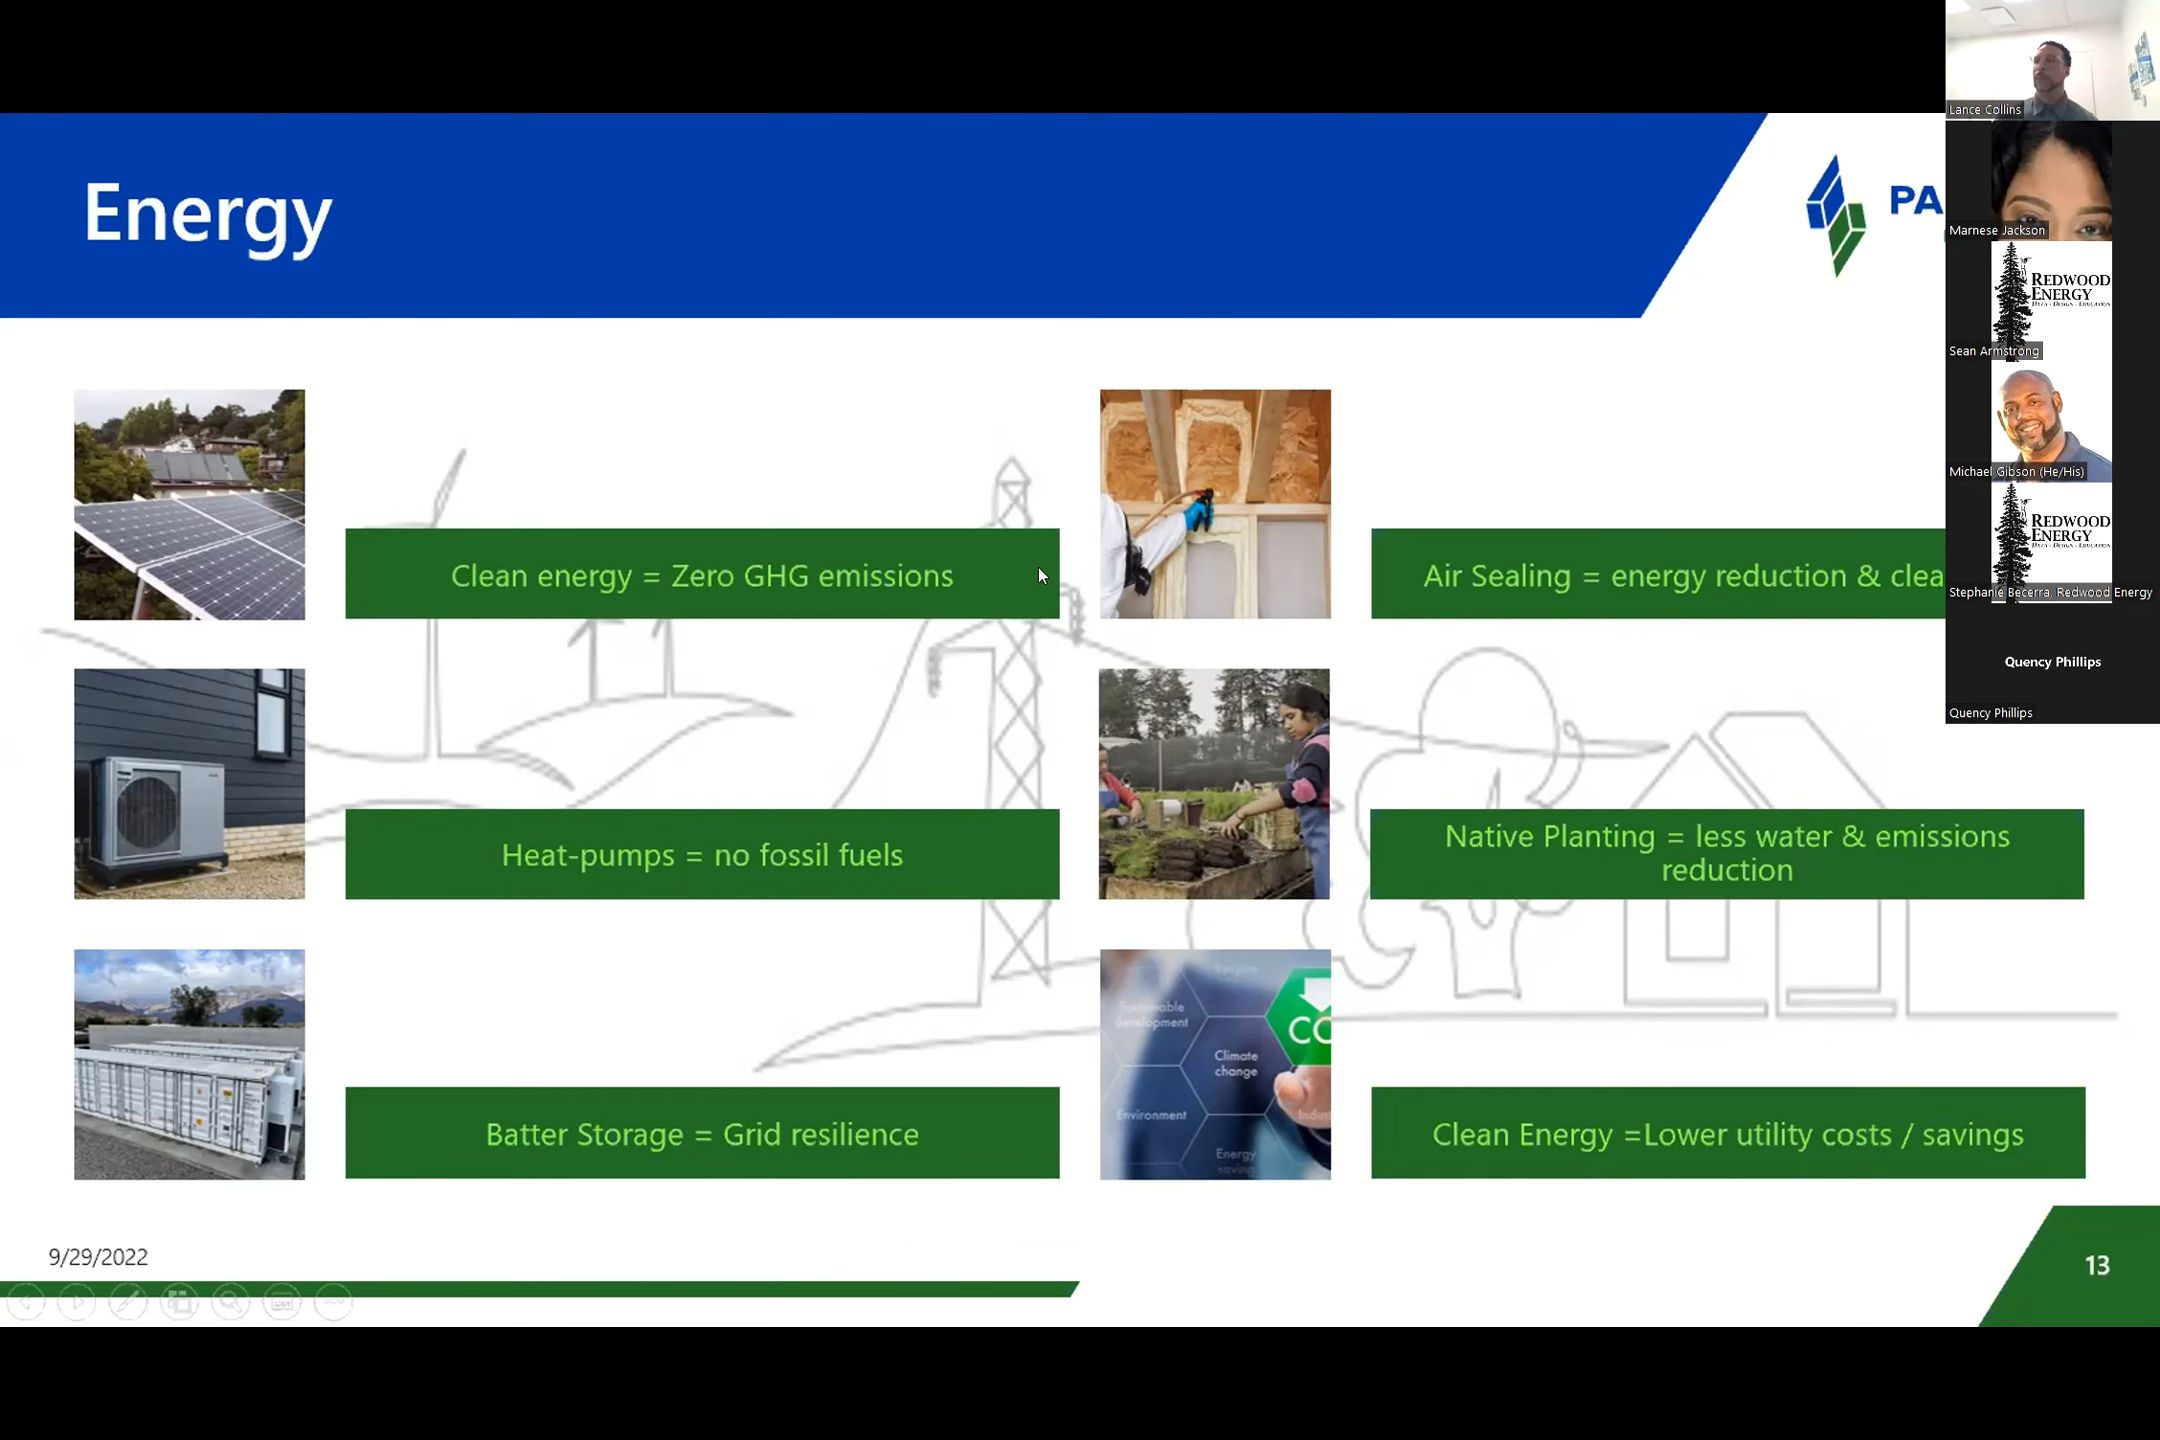 Energy
PA
Clean energy = Zero GHG emissions
Air Sealing = energy reduction & clea
Heat-pumps = no fossil fuels
Native Planting = less water & emissions
reduction
Batter Storage = Grid resilience
Sustainable
development
Climate
change
Environment
Indus
Energy
saving
CO
Clean Energy =Lower utility costs / savings
9/29/2022
13
Lance Collins
Marnese Jackson
REDWOOD
ENERGY
Sean Armstrong
Michael Gibson (He/His)
REDWOOD
ENERGY
Stephanie Becerra, Redwood Energy
Quency Phillips
Quency Phillips